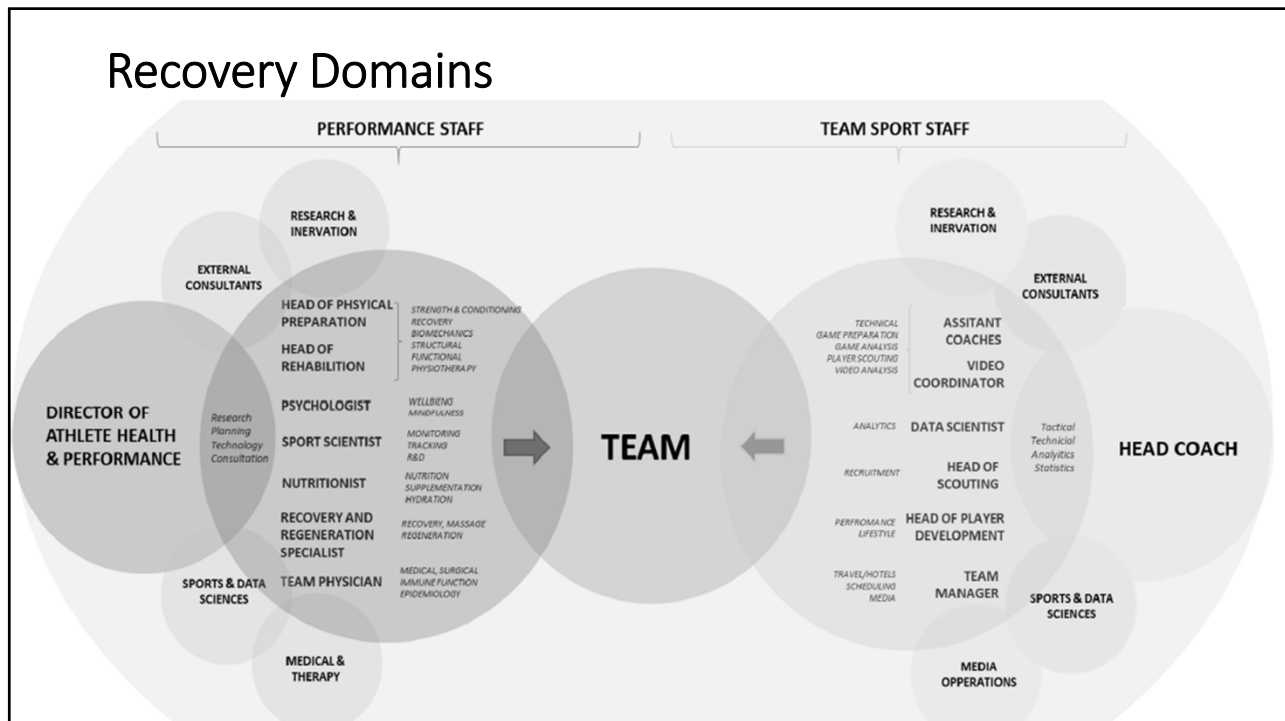 Recovery Domains
PERFORMANCE STAFF
TEAM SPORT STAFF
RESEARCH &
INERVATION
EXTERNAL
CONSULTANTS
HEAD OF PHSYICAL
PREPARATION
HEAD OF
REHABILITION
STRENGTH & CONDITIONING
RECOVERY
BIOMECHANICS
STRUCTURAL
FUNCTIONAL
PHYSIOTHERAPY
DIRECTOR OF
ATHLETE HEALTH
& PERFORMANCE
Research
Planning
Technology
Consultation
PSYCHOLOGIST
WELLBIENG
MINDFULNESS
SPORT SCIENTIST
MONITORING
TRACKING
R&D
NUTRITIONIST
NUTRITION
SUPPLEMENTATION
HYDRATION
RECOVERY AND
REGENERATION
SPECIALIST
RECOVERY, MASSAGE
REGENERATION
TEAM PHYSICIAN
MEDICAL, SURGICAL
IMMUNE FUNCTION
EPIDEMIOLOGY
SPORTS & DATA
SCIENCES
MEDICAL &
THERAPY
TEAM
RESEARCH &
INERVATION
EXTERNAL
CONSULTANTS
TECHNICAL
GAME PREPARATION
GAME ANALYSIS
PLAYER SCOUTING
VIDEO ANALYSIS
ASSITANT
COACHES
VIDEO
COORDINATOR
ANALYTICS
DATA SCIENTIST
RECRUITMENT
HEAD OF
SCOUTING
PERFROMANCE
LIFESTYLE
HEAD OF PLAYER
DEVELOPMENT
TRAVEL/HOTELS
SCHEDULING
MEDIA
TEAM
MANAGER
Tactical
Technicial
Analyitics
Statistics
HEAD COACH
SPORTS & DATA
SCIENCES
MEDIA
OPPERATIONS